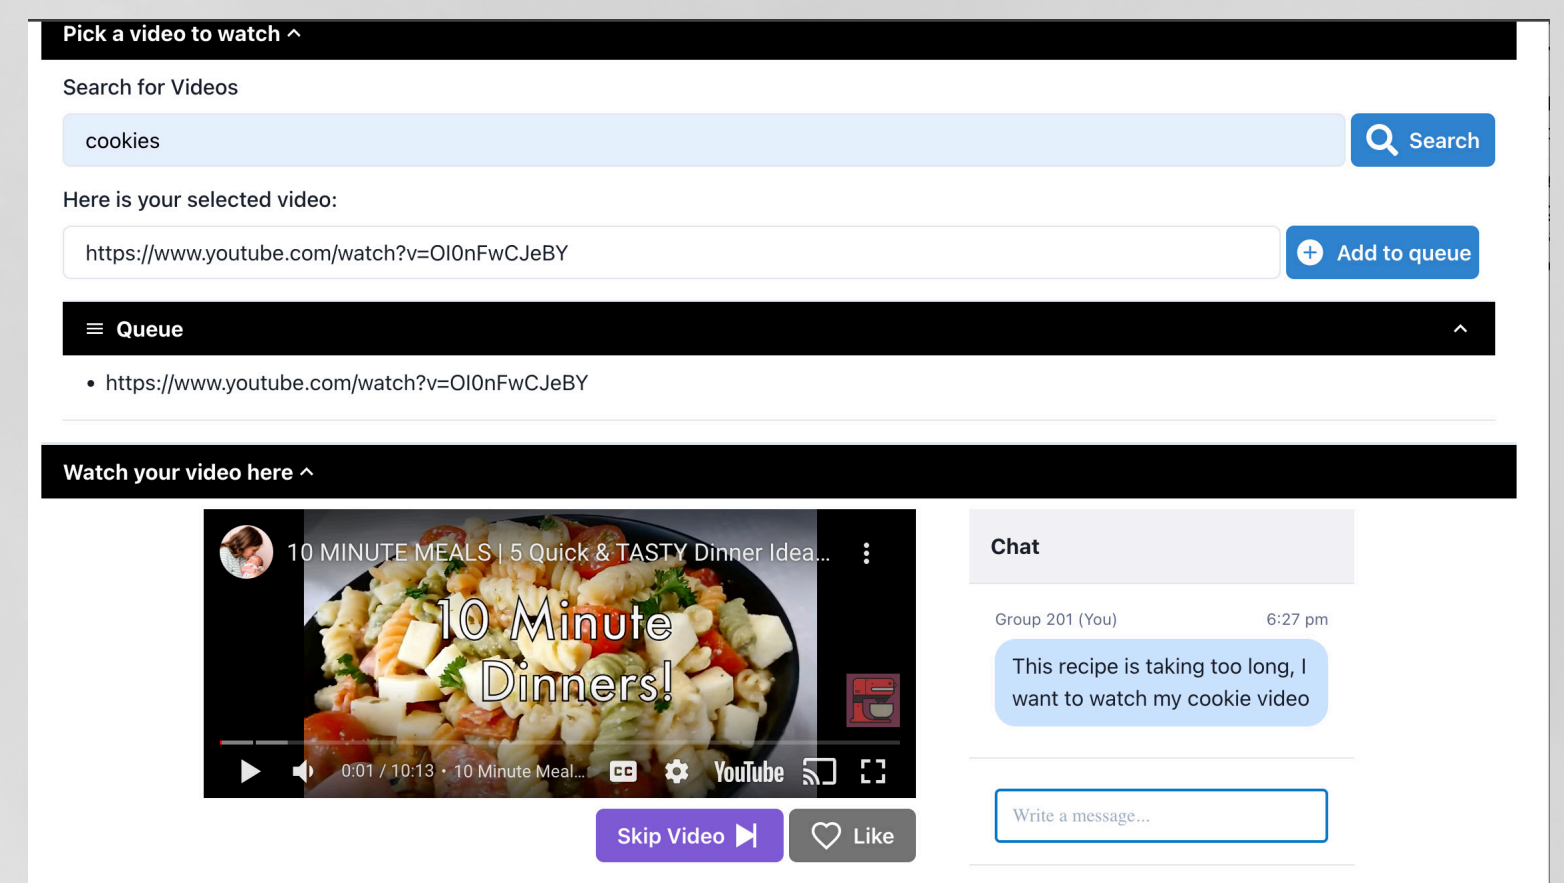 Pick a video to watch
Search for Videos
cookies
Search
Here is your selected video:
https://www.youtube.com/watch?v=OI0nFwCJeBY
Add to queue
Queue
• https://www.youtube.com/watch?v=OI0nFwCJeBY
Watch your video here
10 MINUTE MEALS | 5 Quick & TASTY Dinner Idea...
10 Minute
Dinners!
0:01 / 10:13 • 10 Minute Meal...
CC
YouTube
Skip Video
Like
Chat
Group 201 (You)
6:27 pm
This recipe is taking too long, I
want to watch my cookie video
Write a message...